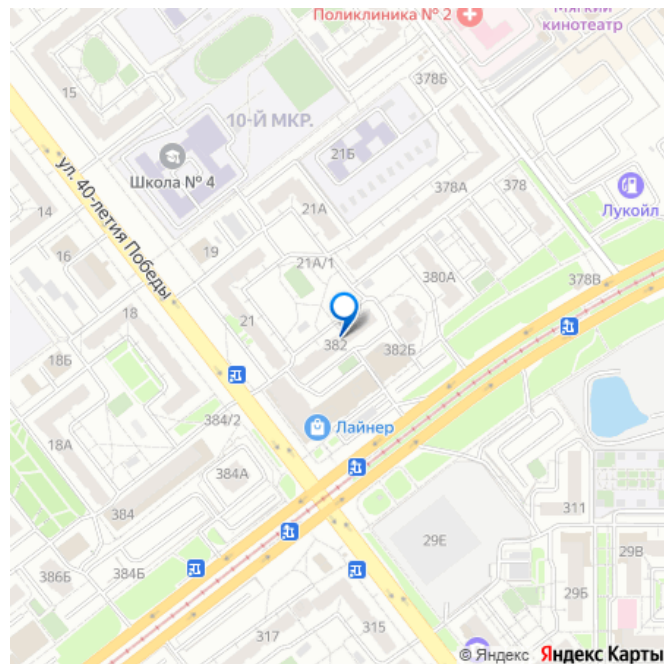 Поликлиника № 2
Мягкий
кинотеатр
378Б
15
10-Й МКР.
21Б
Школа № 4
ул. 40-летия Победы
378А
378
Лукойл
14
21А
19
16
21А/1
380А
378В
18
21
382
382Б
18Б
384/2
Лайнер
18А
384А
384
311
29Е
29В
386Б
384Б
29Б
317
315
© Яндекс Яндекс Карты